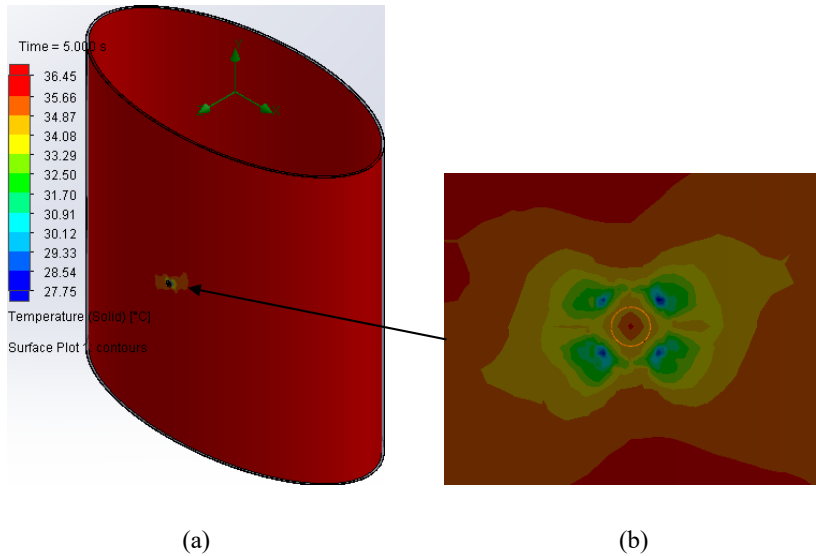 Time = 5.000 s
Y
36.45
35.66
34.87
34.08
33.29
32.50
31.70
30.91
30.12
29.33
28.54
27.75
Temperature (Solid) [°C]
Surface Plot 1: contours
(a)
(b)